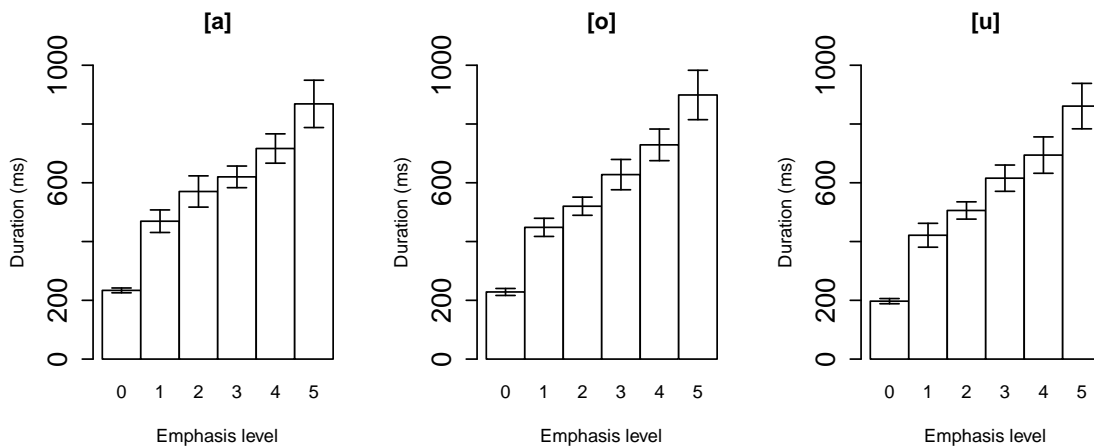 [a]
Duration (ms)
0 200 600 1000
0 1 2 3 4 5
Emphasis level
[o]
Duration (ms)
0 200 600 1000
0 1 2 3 4 5
Emphasis level
[u]
Duration (ms)
0 200 600 1000
0 1 2 3 4 5
Emphasis level